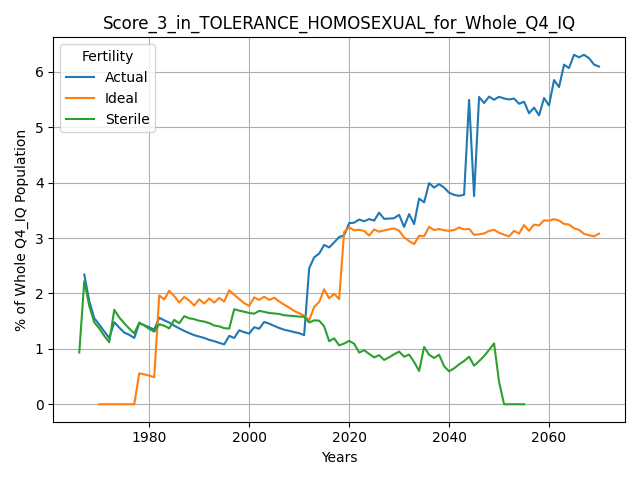 Score_3_in_TOLERANCE_HOMOSEXUAL_for_Whole_Q4_IQ
Fertility
Actual
Ideal
Sterile
% of Whole Q4_IQ Population
6
5
4
3
2
1
0
1980 2000 2020 2040 2060
Years